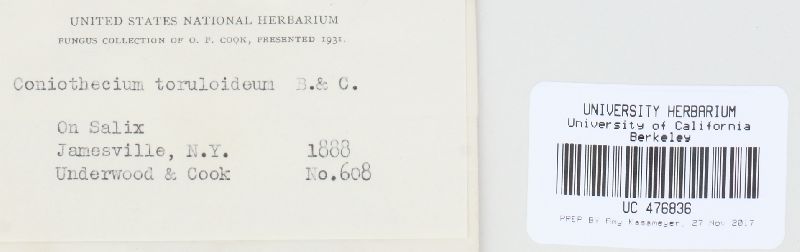 UNITED STATES NATIONAL HERBARIUM
FUNGUS COLLECTION OF O. F. COOK, PRESENTED 1931.
Coniothecium toruloideum B.& C.
On Salix
Jamesville, N.Y. 1888
Underwood & Cook No.608
UNIVERSITY HERBARIUM
University of California
Berkeley
UC 476836
PREP BY Amy Kasameyer, 27 Nov 2017